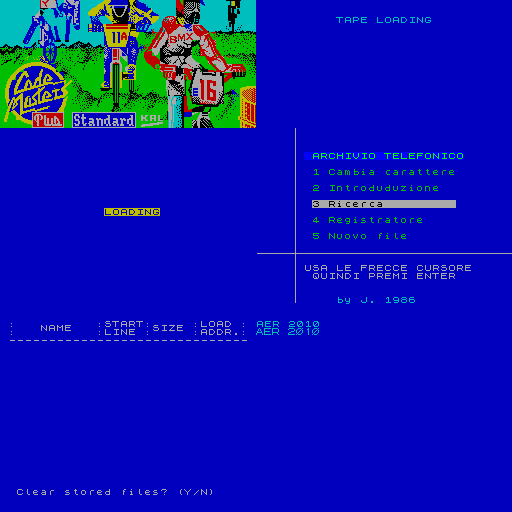 TAPE LOADING
11A
BMX
16
Code
Masters
Plus Standard KAL
ARCHIVIO TELEFONICO
1 Cambia carattere
2 Introduduzione
3 Ricerca
4 Registratore
5 Nuovo file
LOADING
USA LE FRECCE CURSORE
QUINDI PREMI ENTER
by J. 1986
: NAME :START:SIZE :LOAD : AER 2010
: :LINE : :ADDR.: AER 2010
Clear stored files? (Y/N)